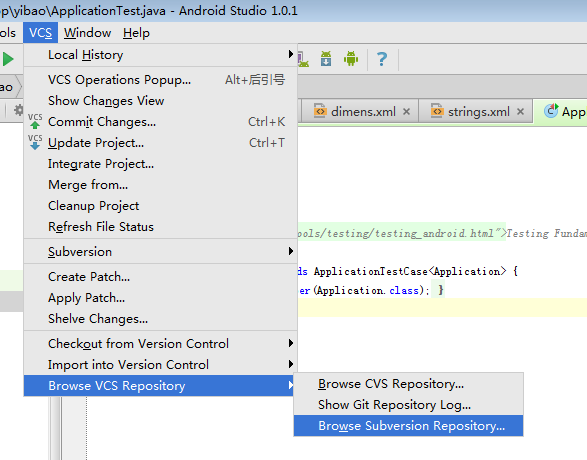 op\yibao\ApplicationTest.java - Android Studio 1.0.1
ols VCS Window Help
Local History
VCS Operations Popup... Alt+后引号
Show Changes View
Commit Changes... Ctrl+K
Update Project... Ctrl+T
Integrate Project...
Merge from...
Cleanup Project
Refresh File Status
Subversion
Create Patch...
Apply Patch...
Shelve Changes...
Checkout from Version Control
Import into Version Control
Browse VCS Repository
Browse CVS Repository...
Show Git Repository Log...
Browse Subversion Repository...
ao
VCS
VCS
dimens.xml strings.xml App
ools/testing/testing_android.html">Testing Fundam
ds ApplicationTestCase<Application> {
er(Application.class); }